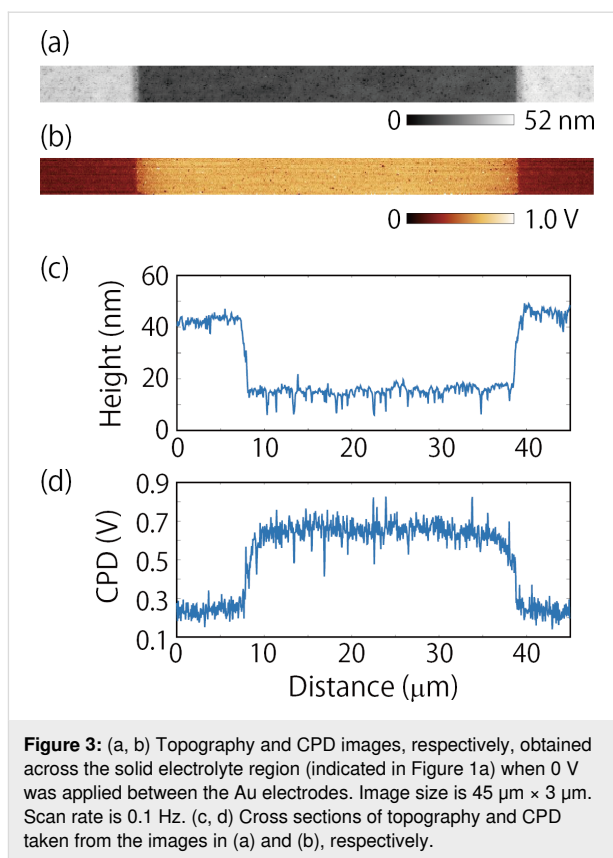 (a)
0 52 nm
(b)
0 1.0 V
(c)
60
40
20
0
Height (nm)
0 10 20 30 40
(d)
0.9
0.7
0.5
0.3
0.1
CPD (V)
0 10 20 30 40
Distance (μm)
Figure 3: (a, b) Topography and CPD images, respectively, obtained
across the solid electrolyte region (indicated in Figure 1a) when 0 V
was applied between the Au electrodes. Image size is 45 μm × 3 μm.
Scan rate is 0.1 Hz. (c, d) Cross sections of topography and CPD
taken from the images in (a) and (b), respectively.